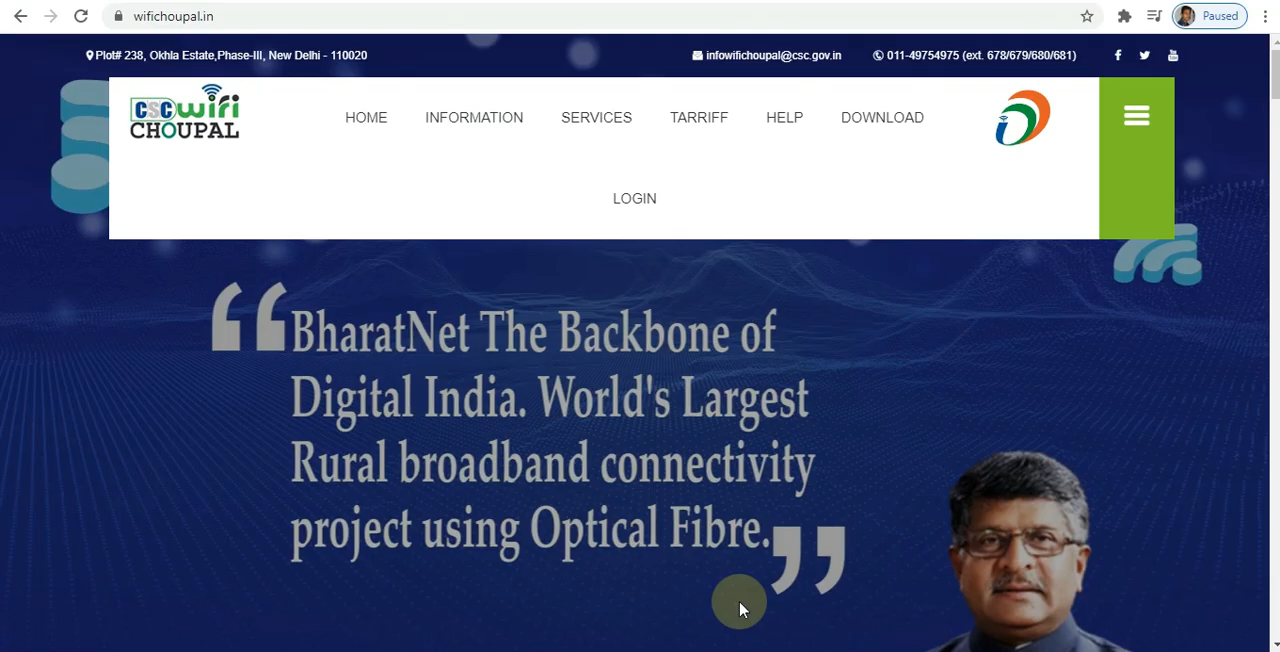 wifichoupal.in
Paused
Plot# 238, Okhla Estate,Phase-III, New Delhi - 110020
infowifichoupal@csc.gov.in
011-49754975 (ext. 678/679/680/681)
CSC wifi
CHOUPAL
HOME
INFORMATION
SERVICES
TARRIFF
HELP
DOWNLOAD
LOGIN
“BharatNet The Backbone of
Digital India. World's Largest
Rural broadband connectivity
project using Optical Fibre.”